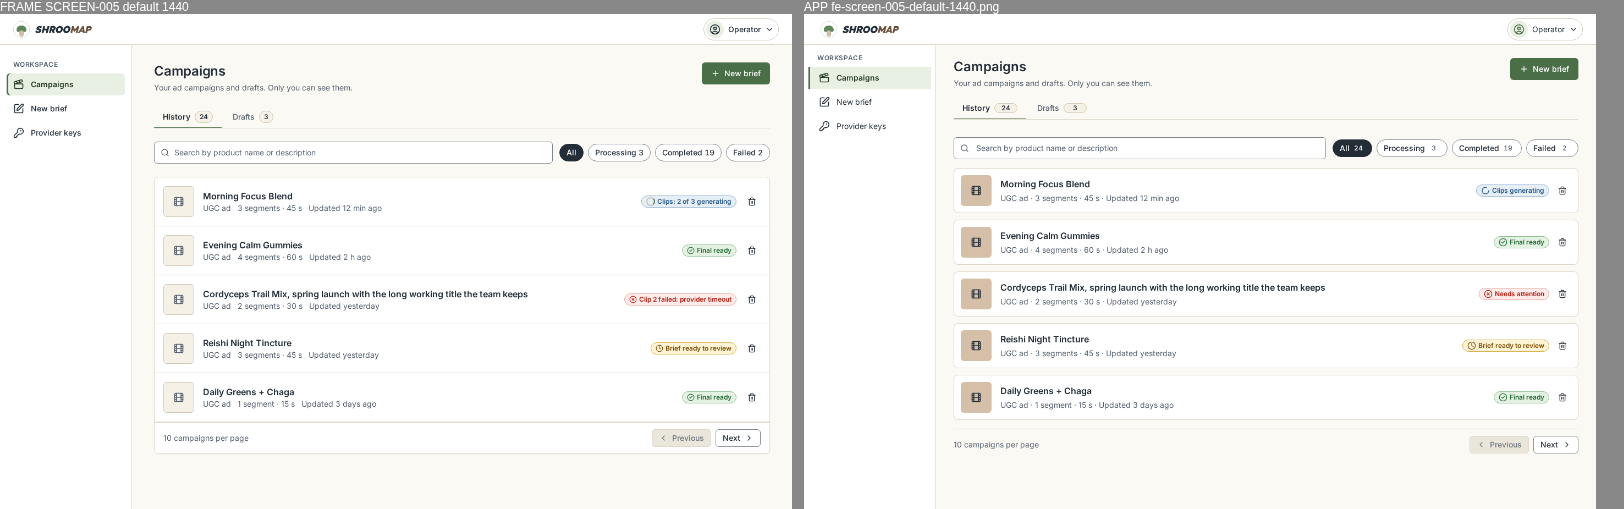 FRAME SCREEN-005 default 1440
SHROOMAP
Operator
WORKSPACE
Campaigns
New brief
Provider keys
Campaigns
Your ad campaigns and drafts. Only you can see them.
New brief
History 24
Drafts 3
Search by product name or description
All
Processing 3
Completed 19
Failed 2
Morning Focus Blend
UGC ad 3 segments · 45 s Updated 12 min ago
Clips: 2 of 3 generating
Evening Calm Gummies
UGC ad 4 segments · 60 s Updated 2 h ago
Final ready
Cordyceps Trail Mix, spring launch with the long working title the team keeps
UGC ad 2 segments · 30 s Updated yesterday
Clip 2 failed: provider timeout
Reishi Night Tincture
UGC ad 3 segments · 45 s Updated yesterday
Brief ready to review
Daily Greens + Chaga
UGC ad 1 segment · 15 s Updated 3 days ago
Final ready
10 campaigns per page
Previous
Next
APP fe-screen-005-default-1440.png
SHROOMAP
Operator
WORKSPACE
Campaigns
New brief
Provider keys
Campaigns
Your ad campaigns and drafts. Only you can see them.
New brief
History 24
Drafts 3
Search by product name or description
All 24
Processing 3
Completed 19
Failed 2
Morning Focus Blend
UGC ad · 3 segments · 45 s · Updated 12 min ago
Clips generating
Evening Calm Gummies
UGC ad · 4 segments · 60 s · Updated 2 h ago
Final ready
Cordyceps Trail Mix, spring launch with the long working title the team keeps
UGC ad · 2 segments · 30 s · Updated yesterday
Needs attention
Reishi Night Tincture
UGC ad · 3 segments · 45 s · Updated yesterday
Brief ready to review
Daily Greens + Chaga
UGC ad · 1 segment · 15 s · Updated 3 days ago
Final ready
10 campaigns per page
Previous
Next